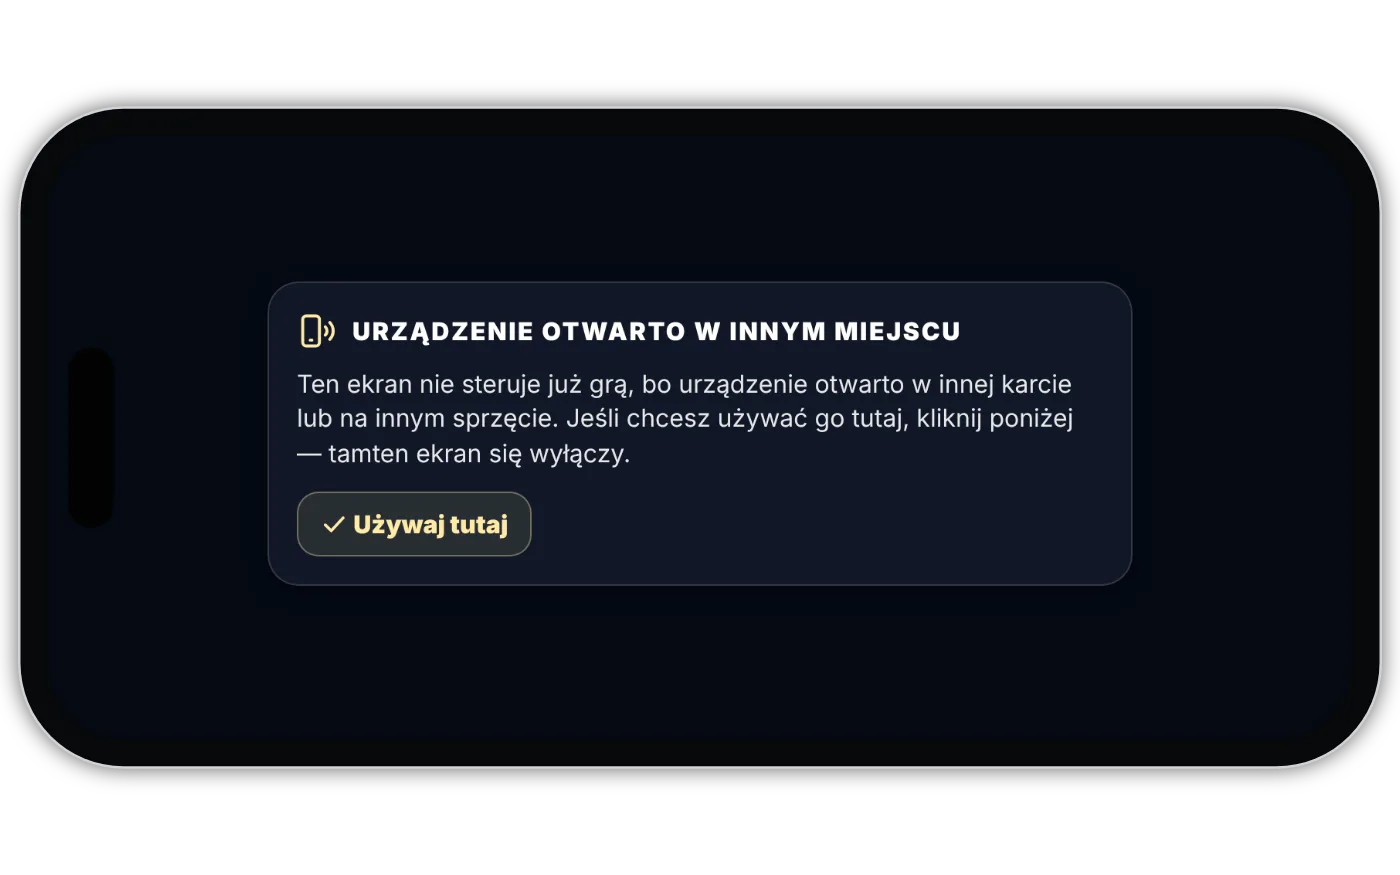 URZĄDZENIE OTWARTO W INNYM MIEJSCU
Ten ekran nie steruje już grą, bo urządzenie otwarto w innej karcie
lub na innym sprzęcie. Jeśli chcesz używać go tutaj, kliknij poniżej
— tamten ekran się wyłączy.
Używaj tutaj